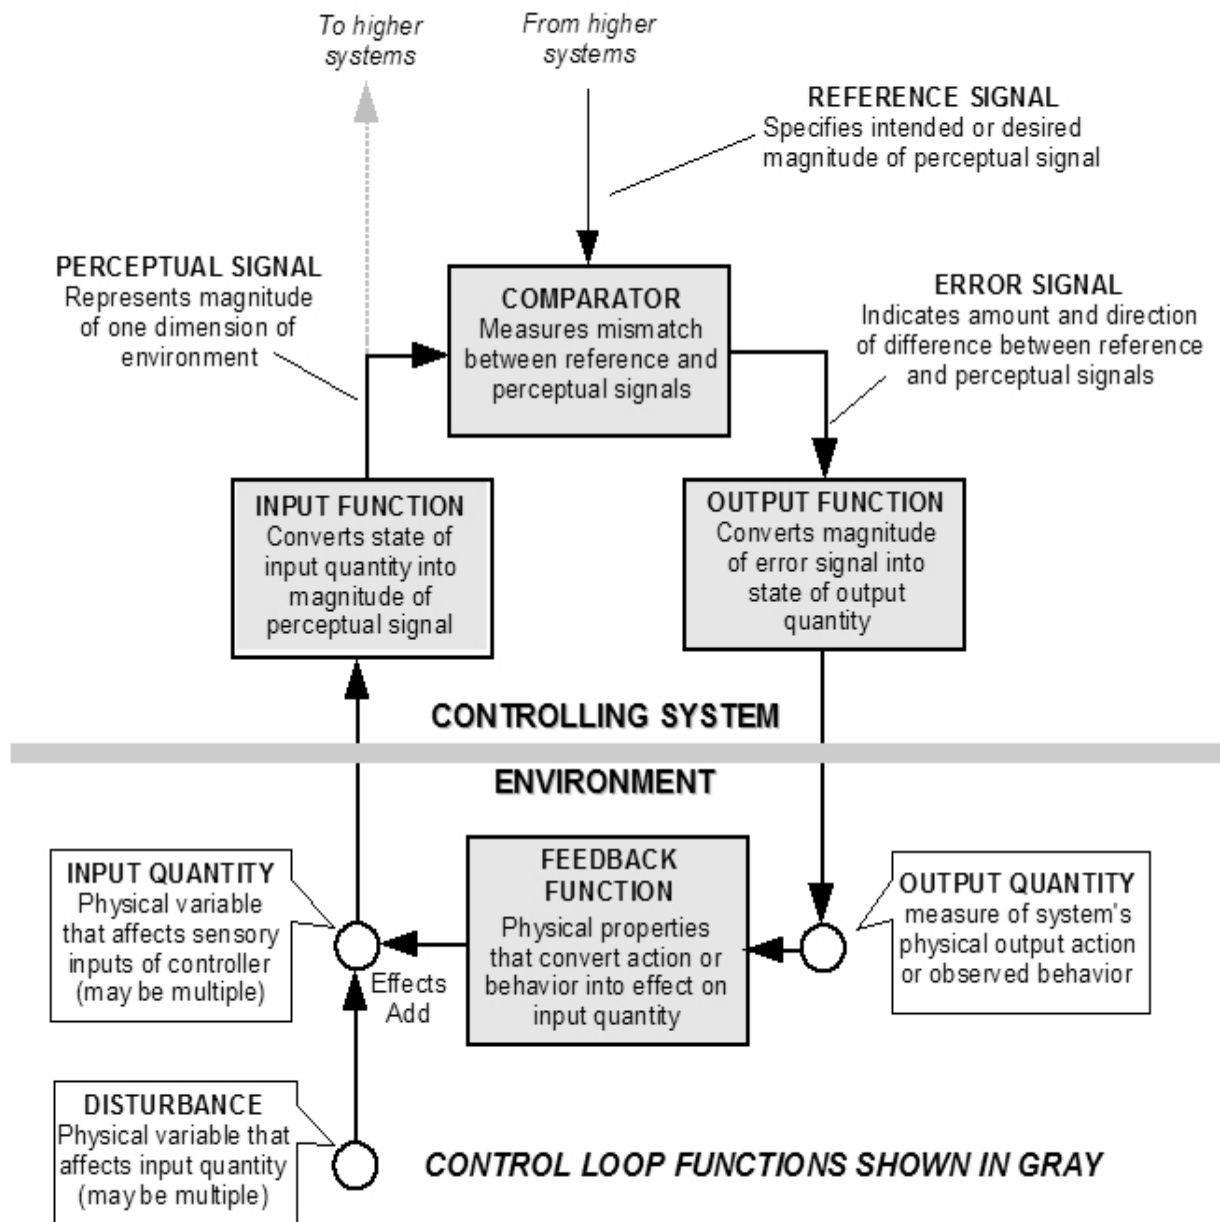 To higher
systems
From higher
systems
REFERENCE SIGNAL
Specifies intended or desired
magnitude of perceptual signal
PERCEPTUAL SIGNAL
Represents magnitude
of one dimension of
environment
COMPARATOR
Measures mismatch
between reference and
perceptual signals
ERROR SIGNAL
Indicates amount and direction
of difference between reference
and perceptual signals
INPUT FUNCTION
Converts state of
input quantity into
magnitude of
perceptual signal
OUTPUT FUNCTION
Converts magnitude
of error signal into
state of output
quantity
CONTROLLING SYSTEM
ENVIRONMENT
INPUT QUANTITY
Physical variable
that affects sensory
inputs of controller
(may be multiple)
Effects
Add
FEEDBACK
FUNCTION
Physical properties
that convert action or
behavior into effect on
input quantity
OUTPUT QUANTITY
measure of system's
physical output action
or observed behavior
DISTURBANCE
Physical variable that
affects input quantity
(may be multiple)
CONTROL LOOP FUNCTIONS SHOWN IN GRAY